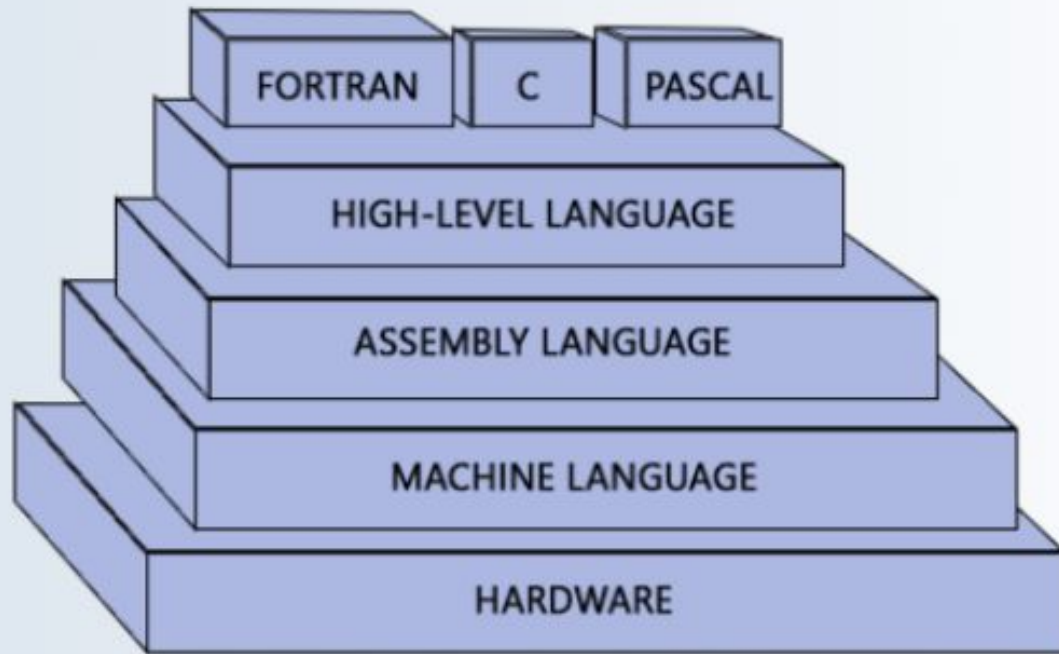 FORTRAN C PASCAL
HIGH-LEVEL LANGUAGE
ASSEMBLY LANGUAGE
MACHINE LANGUAGE
HARDWARE